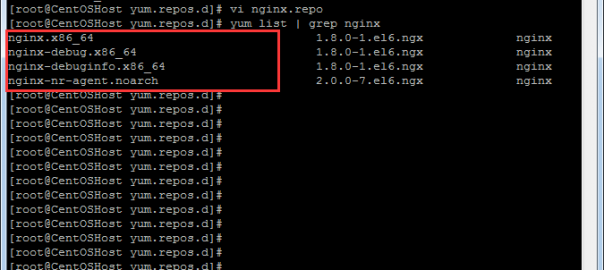 [root@CentOSHost yum.repos.d]# vi nginx.repo
[root@CentOSHost yum.repos.d]# yum list | grep nginx
nginx.x86_64 1.8.0-1.el6.ngx nginx
nginx-debug.x86_64 1.8.0-1.el6.ngx nginx
nginx-debuginfo.x86_64 1.8.0-1.el6.ngx nginx
nginx-nr-agent.noarch 2.0.0-7.el6.ngx nginx
[root@CentOSHost yum.repos.d]#
[root@CentOSHost yum.repos.d]#
[root@CentOSHost yum.repos.d]#
[root@CentOSHost yum.repos.d]#
[root@CentOSHost yum.repos.d]#
[root@CentOSHost yum.repos.d]#
[root@CentOSHost yum.repos.d]#
[root@CentOSHost yum.repos.d]#
[root@CentOSHost yum.repos.d]#
[root@CentOSHost yum.repos.d]#
[root@CentOSHost yum.repos.d]#
[root@CentOSHost yum.repos.d]#
[root@CentOSHost yum.repos.d]#